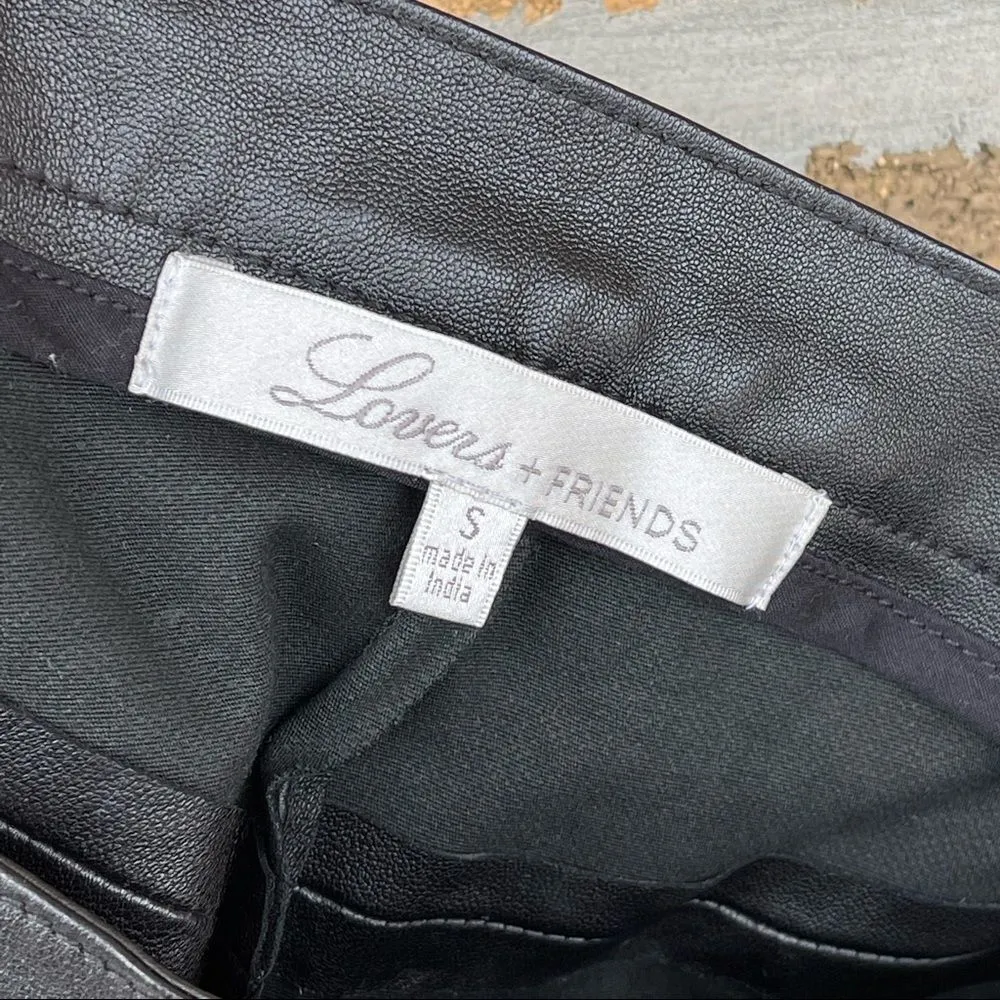 Lovers + FRIENDS
S
made in
india